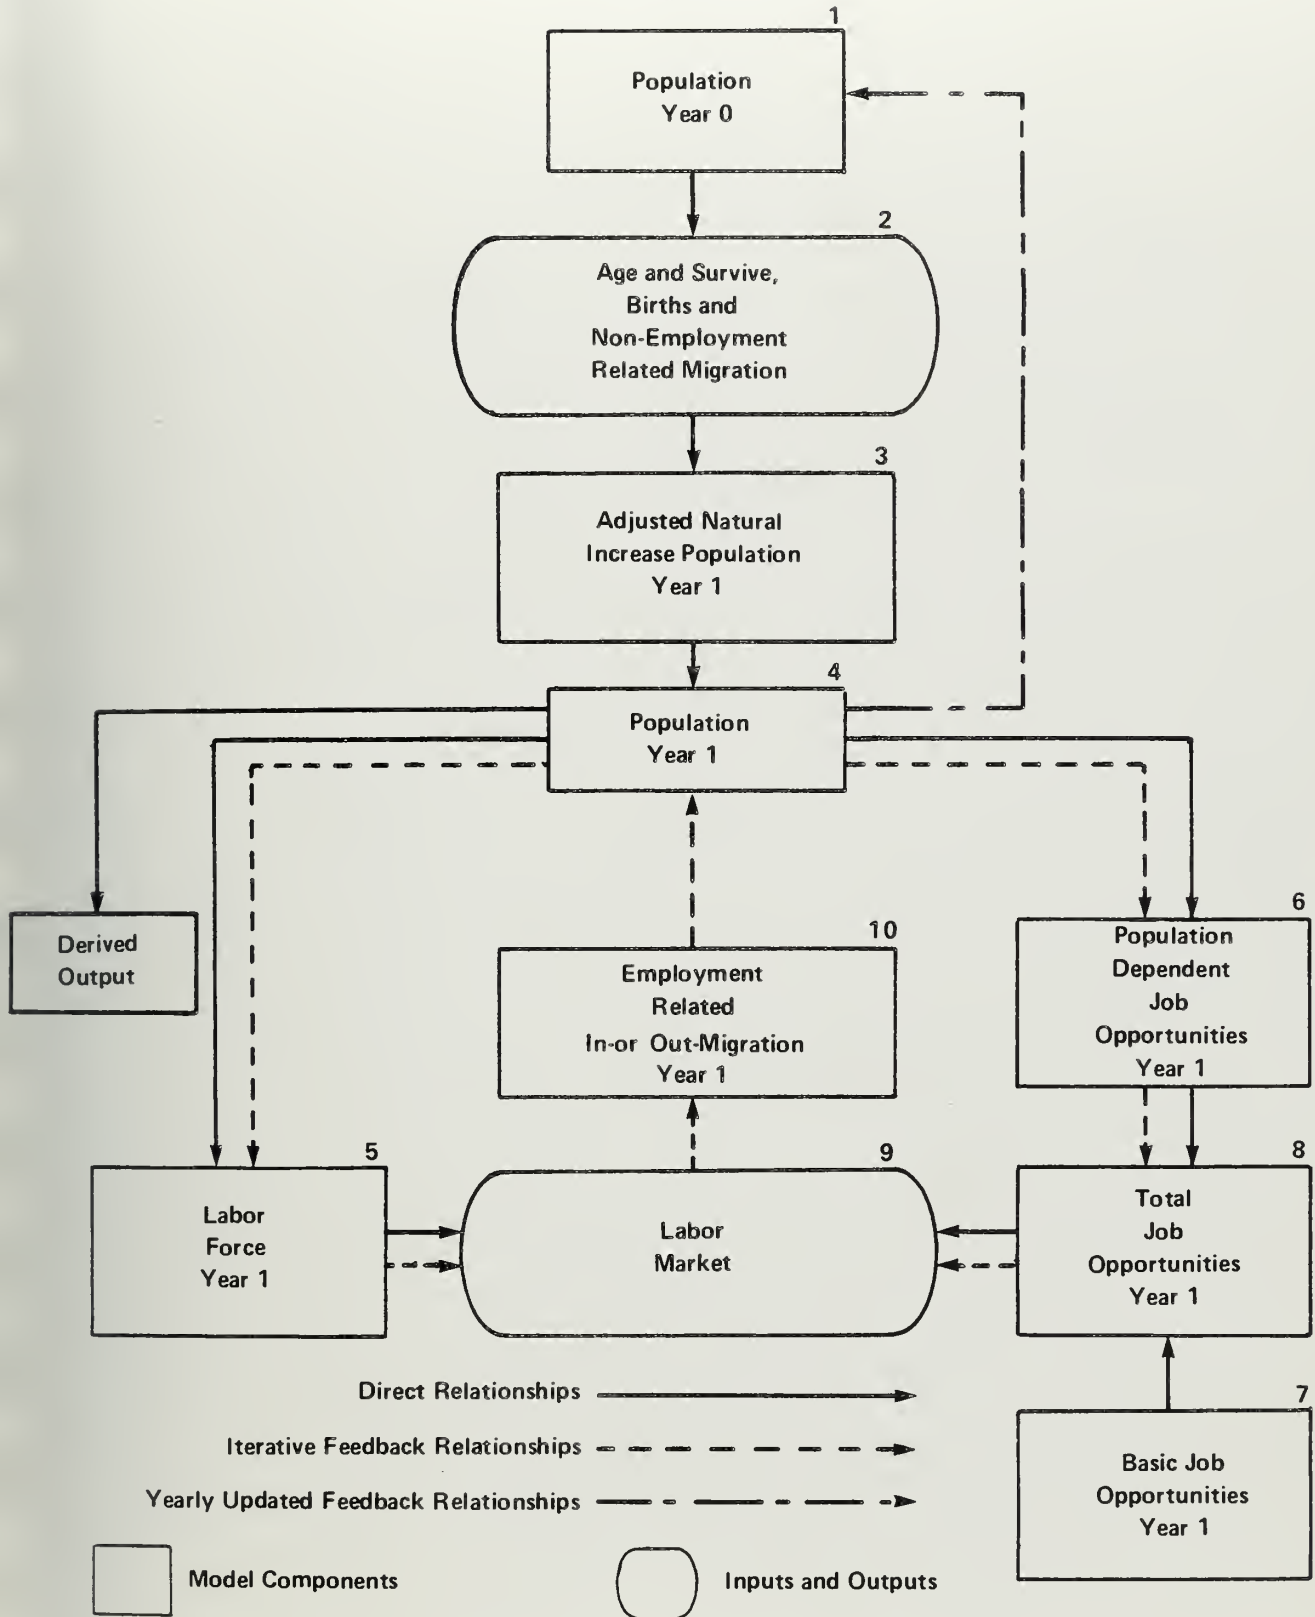 1
Population
Year 0
2
Age and Survive,
Births and
Non-Employment
Related Migration
3
Adjusted Natural
Increase Population
Year 1
4
Population
Year 1
Derived
Output
10
Employment
Related
In-or Out-Migration
Year 1
6
Population
Dependent
Job
Opportunities
Year 1
5
Labor
Force
Year 1
9
Labor
Market
8
Total
Job
Opportunities
Year 1
7
Basic Job
Opportunities
Year 1
Direct Relationships
Iterative Feedback Relationships
Yearly Updated Feedback Relationships
Model Components
Inputs and Outputs